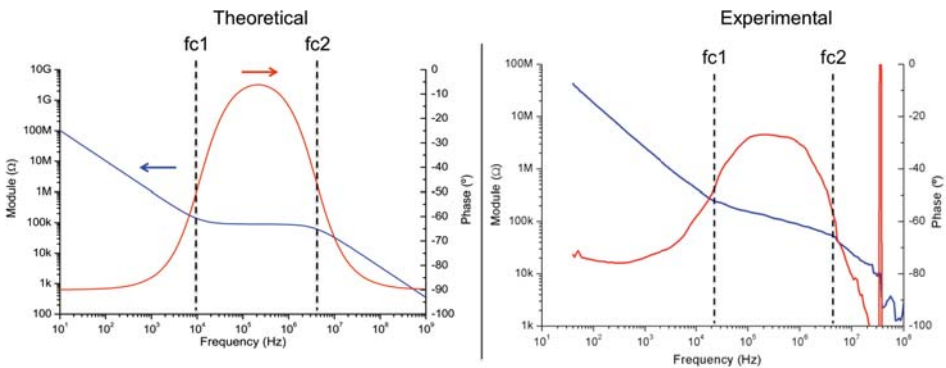 Theoretical
fc1
fc2
10G
1G
100M
10M
1M
100k
10k
1k
100
Module (Ω)
0
-10
-20
-30
-40
-50
-60
-70
-80
-90
-100
Phase (º)
10¹ 10² 10³ 10⁴ 10⁵ 10⁶ 10⁷ 10⁸ 10⁹
Frequency (Hz)
Experimental
fc1
fc2
100M
10M
1M
100k
10k
1k
Module (Ω)
0
-20
-40
-60
-80
-100
Phase (º)
10¹ 10² 10³ 10⁴ 10⁵ 10⁶ 10⁷ 10⁸
Frequency (Hz)